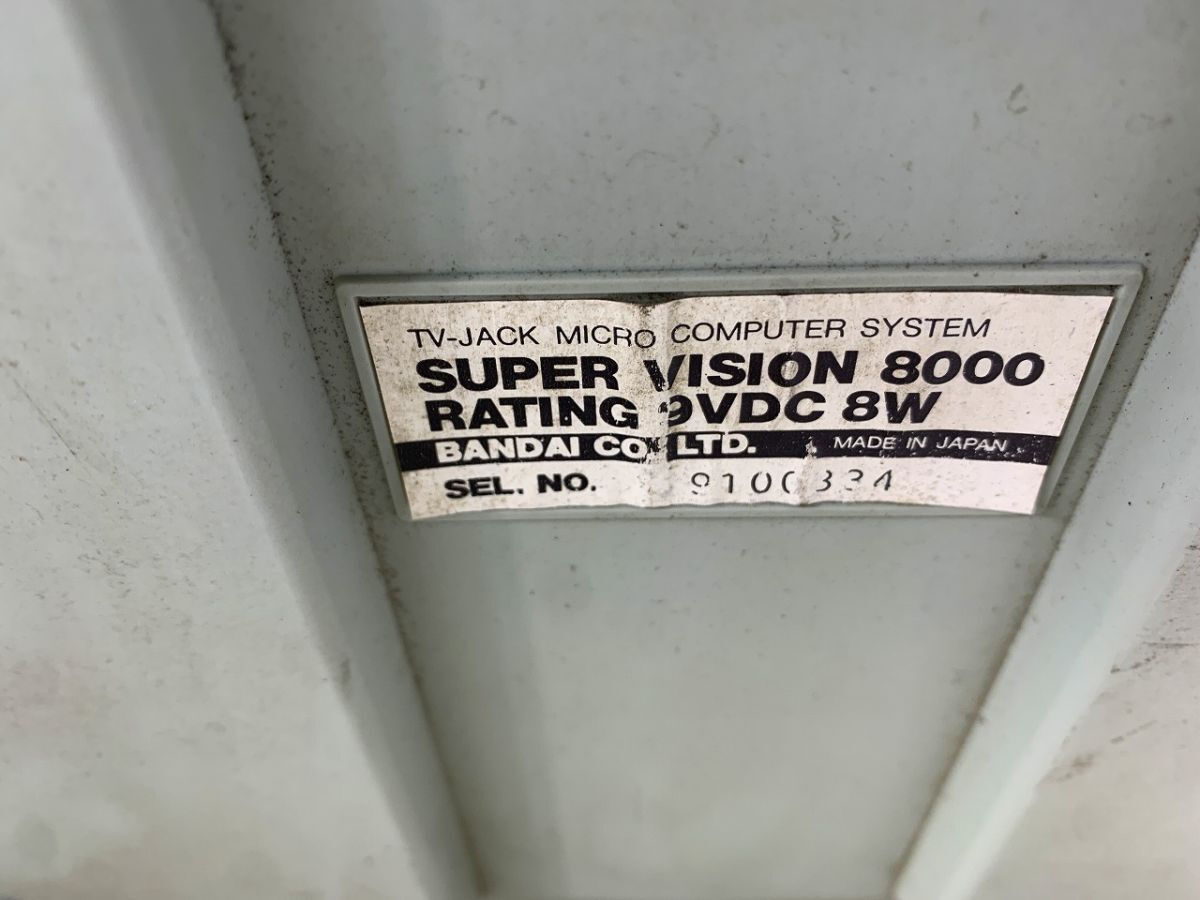 TV-JACK MICRO COMPUTER SYSTEM
SUPER VISION 8000
RATING 9VDC 8W
BANDAI CO., LTD. MADE IN JAPAN
SEL. NO.